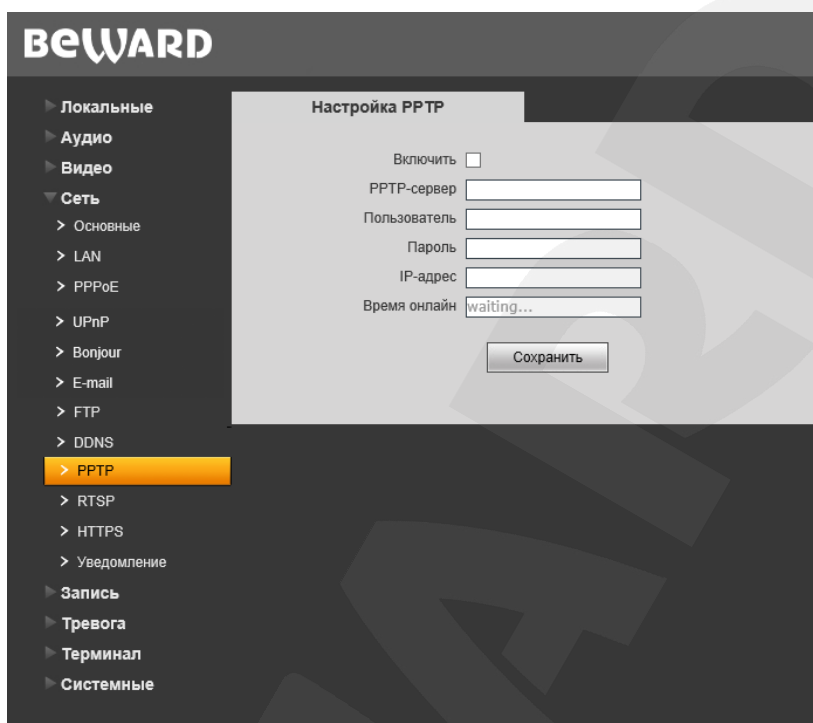 BEWARD
Локальные
Аудио
Видео
Сеть
Основные
LAN
PPPoE
UPnP
Bonjour
E-mail
FTP
DDNS
PPTP
RTSP
HTTPS
Уведомление
Запись
Тревога
Терминал
Системные
Настройка PPTP
Включить
PPTP-сервер
Пользователь
Пароль
IP-адрес
Время онлайн waiting...
Сохранить